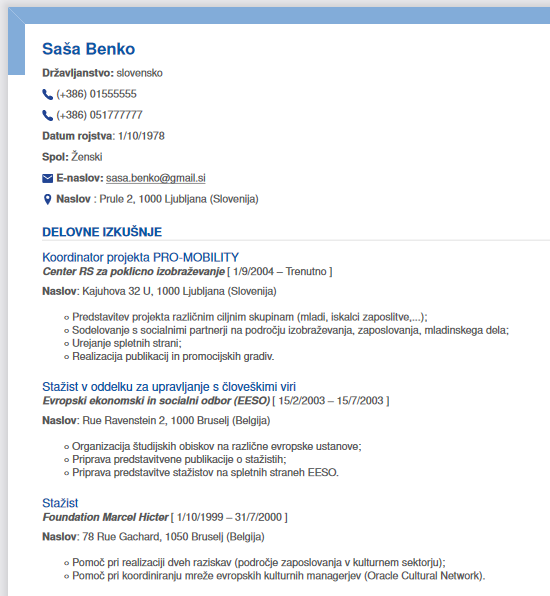 Saša Benko
Državljanstvo: slovensko
(+386) 01555555
(+386) 051777777
Datum rojstva: 1/10/1978
Spol: Ženski
E-naslov: sasa.benko@gmail.si
Naslov : Prule 2, 1000 Ljubljana (Slovenija)
DELOVNE IZKUŠNJE
Koordinator projekta PRO-MOBILITY
Center RS za poklicno izobraževanje [ 1/9/2004 – Trenutno ]
Naslov: Kajuhova 32 U, 1000 Ljubljana (Slovenija)
◦ Predstavitev projekta različnim ciljnim skupinam (mladi, iskalci zaposlitve,...);
◦ Sodelovanje s socialnimi partnerji na področju izobraževanja, zaposlovanja, mladinskega dela;
◦ Urejanje spletnih strani;
◦ Realizacija publikacij in promocijskih gradiv.
Stažist v oddelku za upravljanje s človeškimi viri
Evropski ekonomski in socialni odbor (EESO) [ 15/2/2003 – 15/7/2003 ]
Naslov: Rue Ravenstein 2, 1000 Bruselj (Belgija)
◦ Organizacija študijskih obiskov na različne evropske ustanove;
◦ Priprava predstavitvene publikacije o stažistih;
◦ Priprava predstavitve stažistov na spletnih straneh EESO.
Stažist
Foundation Marcel Hicter [ 1/10/1999 – 31/7/2000 ]
Naslov: 78 Rue Gachard, 1050 Bruselj (Belgija)
◦ Pomoč pri realizaciji dveh raziskav (področje zaposlovanja v kulturnem sektorju);
◦ Pomoč pri koordiniranju mreže evropskih kulturnih managerjev (Oracle Cultural Network).